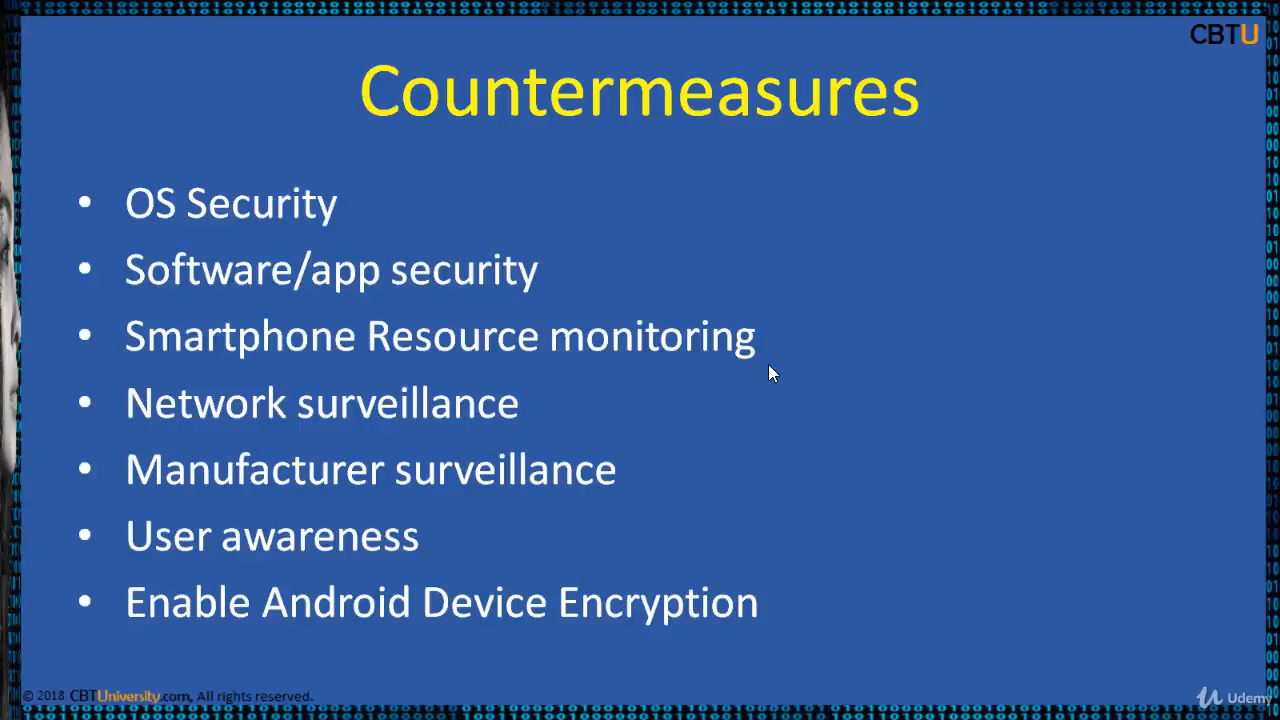 CBTU
Countermeasures
• OS Security
• Software/app security
• Smartphone Resource monitoring
• Network surveillance
• Manufacturer surveillance
• User awareness
• Enable Android Device Encryption
© 2018 CBTUniversity.com, All rights reserved.
Udemy